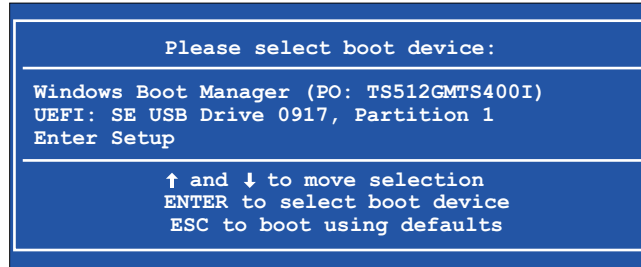 Please select boot device:
Windows Boot Manager (PO: TS512GMTS400I)
UEFI: SE USB Drive 0917, Partition 1
Enter Setup
↑ and ↓ to move selection
ENTER to select boot device
ESC to boot using defaults